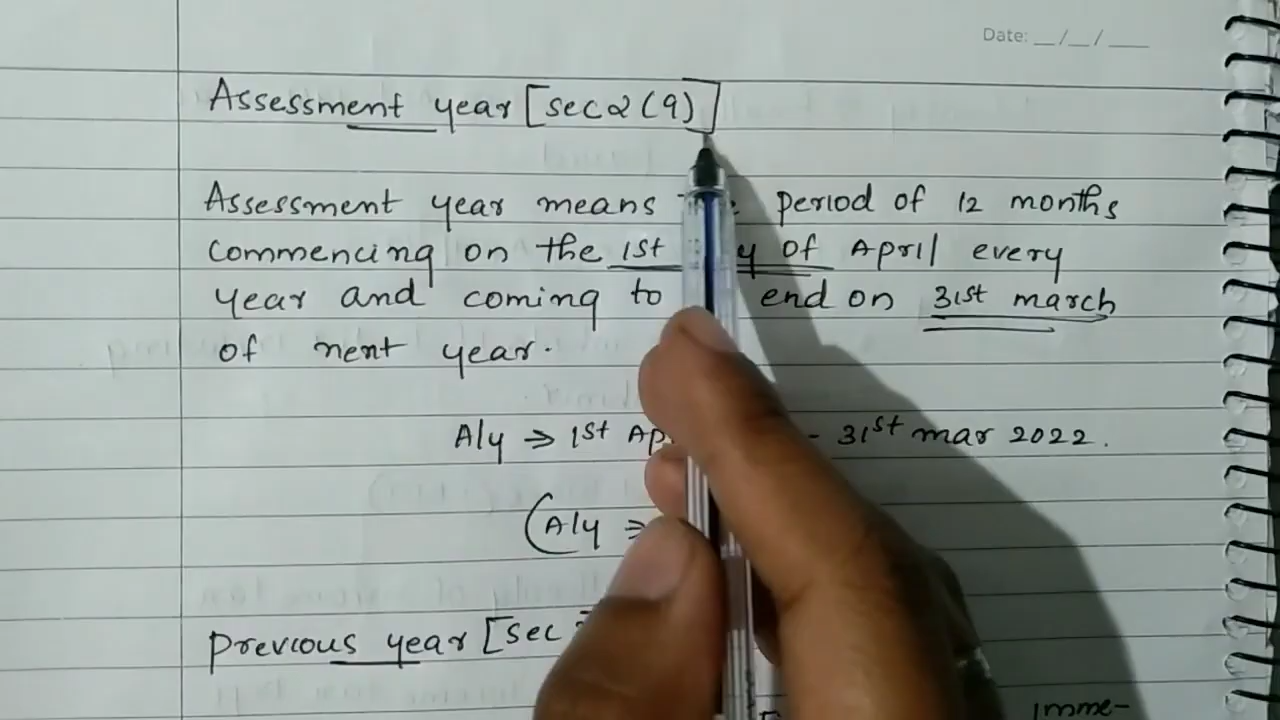 Date: __/__/____
Assessment year [sec 2 (9)]
Assessment year means period of 12 months
commencing on the 1st y of April every
year and coming to end on 31st march
of nent year.
A/y ⇒ 1st Ap - 31st mar 2022.
(A/y ⇒
previous year [sec
imme-